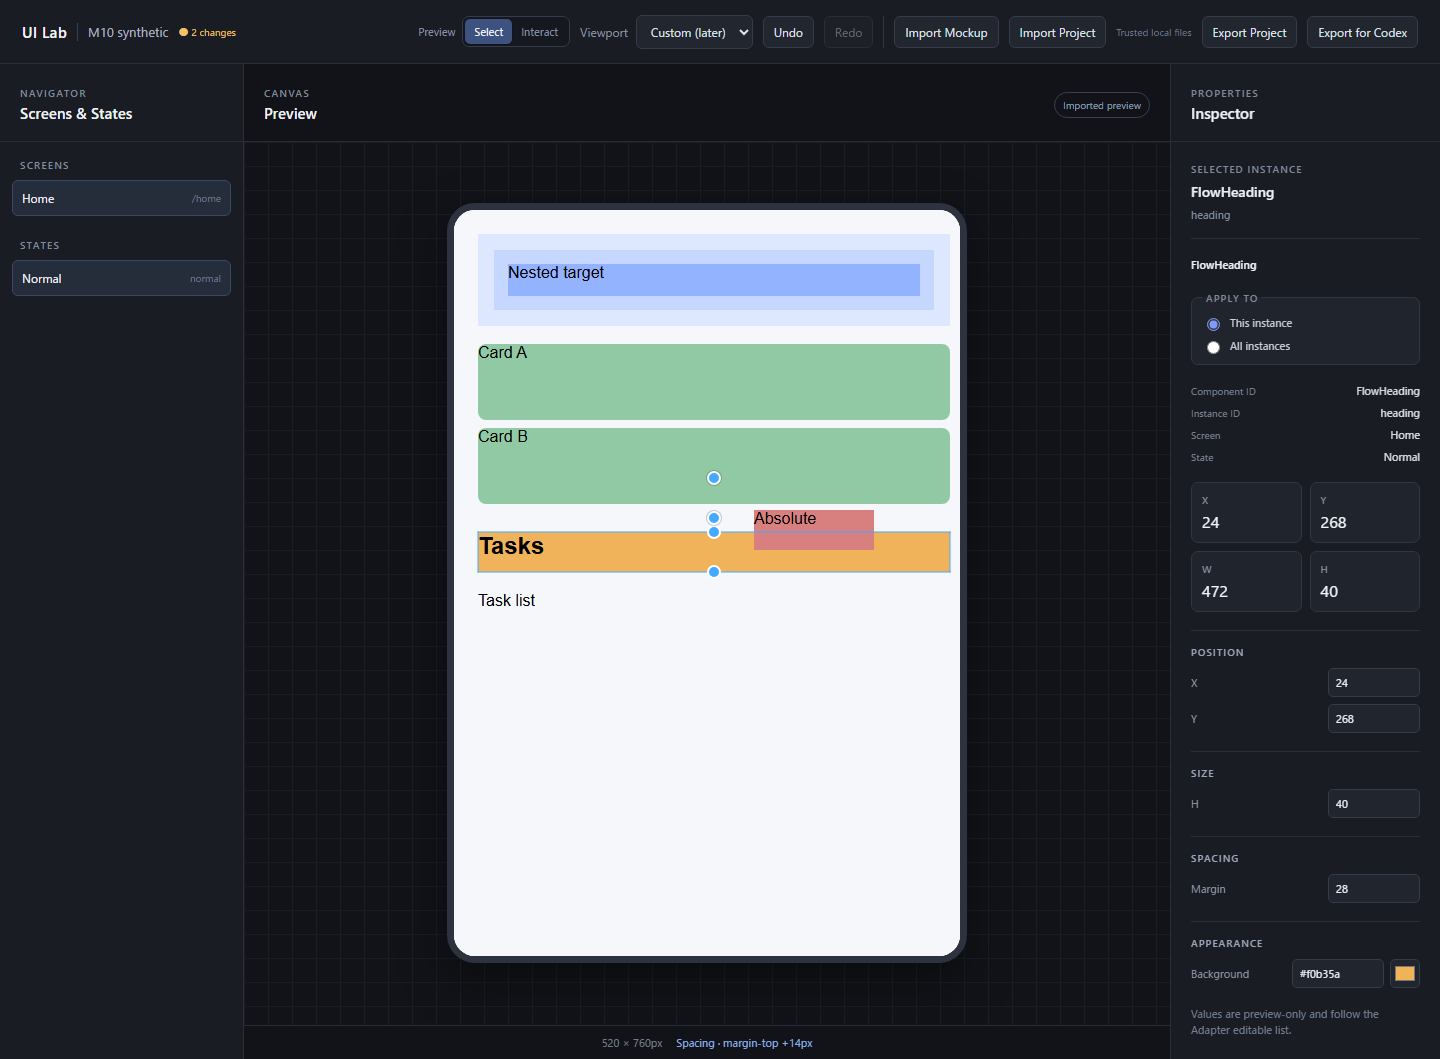 UI Lab
M10 synthetic
2 changes
Preview
Select
Interact
Viewport
Custom (later)
Undo
Redo
Import Mockup
Import Project
Trusted local files
Export Project
Export for Codex
NAVIGATOR
Screens & States
SCREENS
Home /home
STATES
Normal normal
CANVAS
Preview
Imported preview
Nested target
Card A
Card B
Absolute
Tasks
Task list
520 × 760px Spacing · margin-top +14px
PROPERTIES
Inspector
SELECTED INSTANCE
FlowHeading
heading
FlowHeading
APPLY TO
This instance
All instances
Component ID FlowHeading
Instance ID heading
Screen Home
State Normal
X
24
Y
268
W
472
H
40
POSITION
X 24
Y 268
SIZE
H 40
SPACING
Margin 28
APPEARANCE
Background #f0b35a
Values are preview-only and follow the
Adapter editable list.